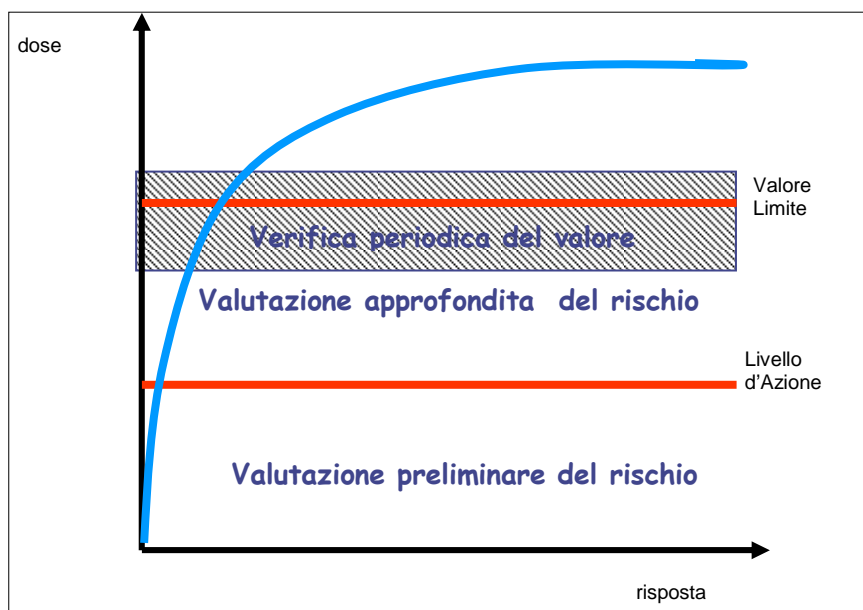 dose
Valore
Limite
Verifica periodica del valore
Valutazione approfondita del rischio
Livello
d'Azione
Valutazione preliminare del rischio
risposta